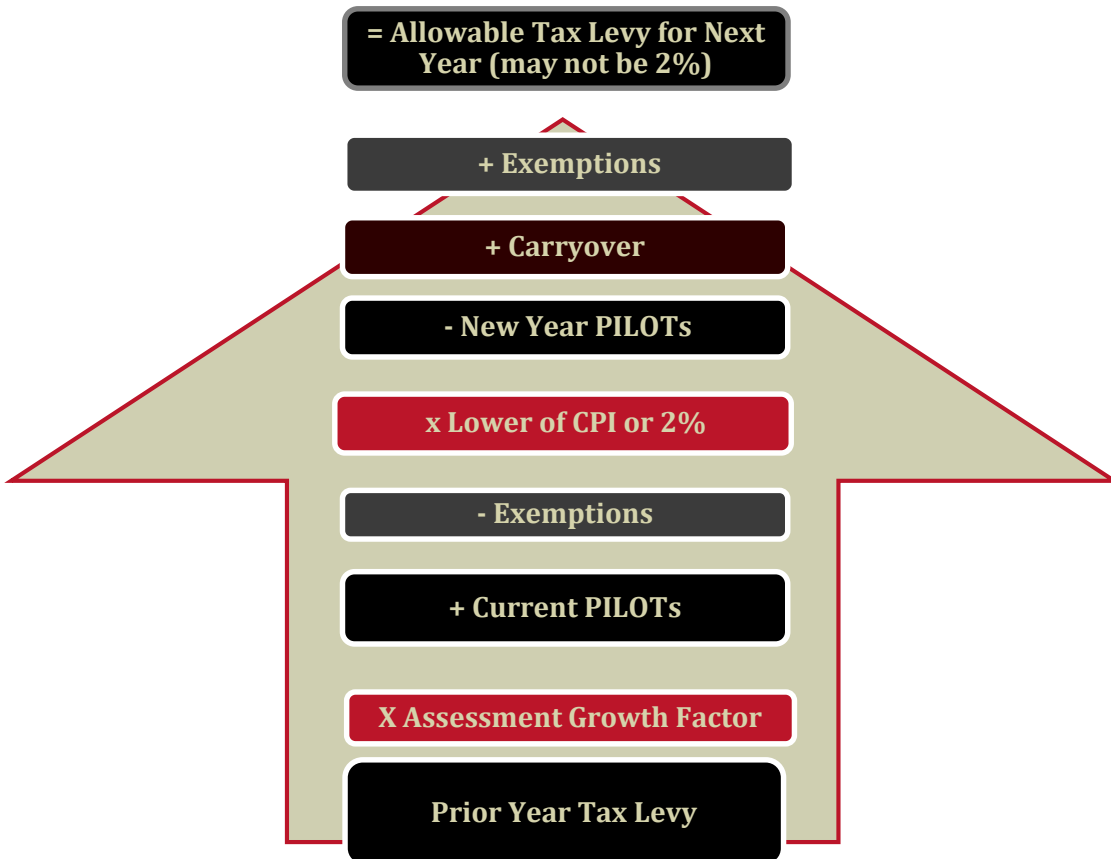 = Allowable Tax Levy for Next
Year (may not be 2%)
+ Exemptions
+ Carryover
- New Year PILOTs
x Lower of CPI or 2%
- Exemptions
+ Current PILOTs
X Assessment Growth Factor
Prior Year Tax Levy